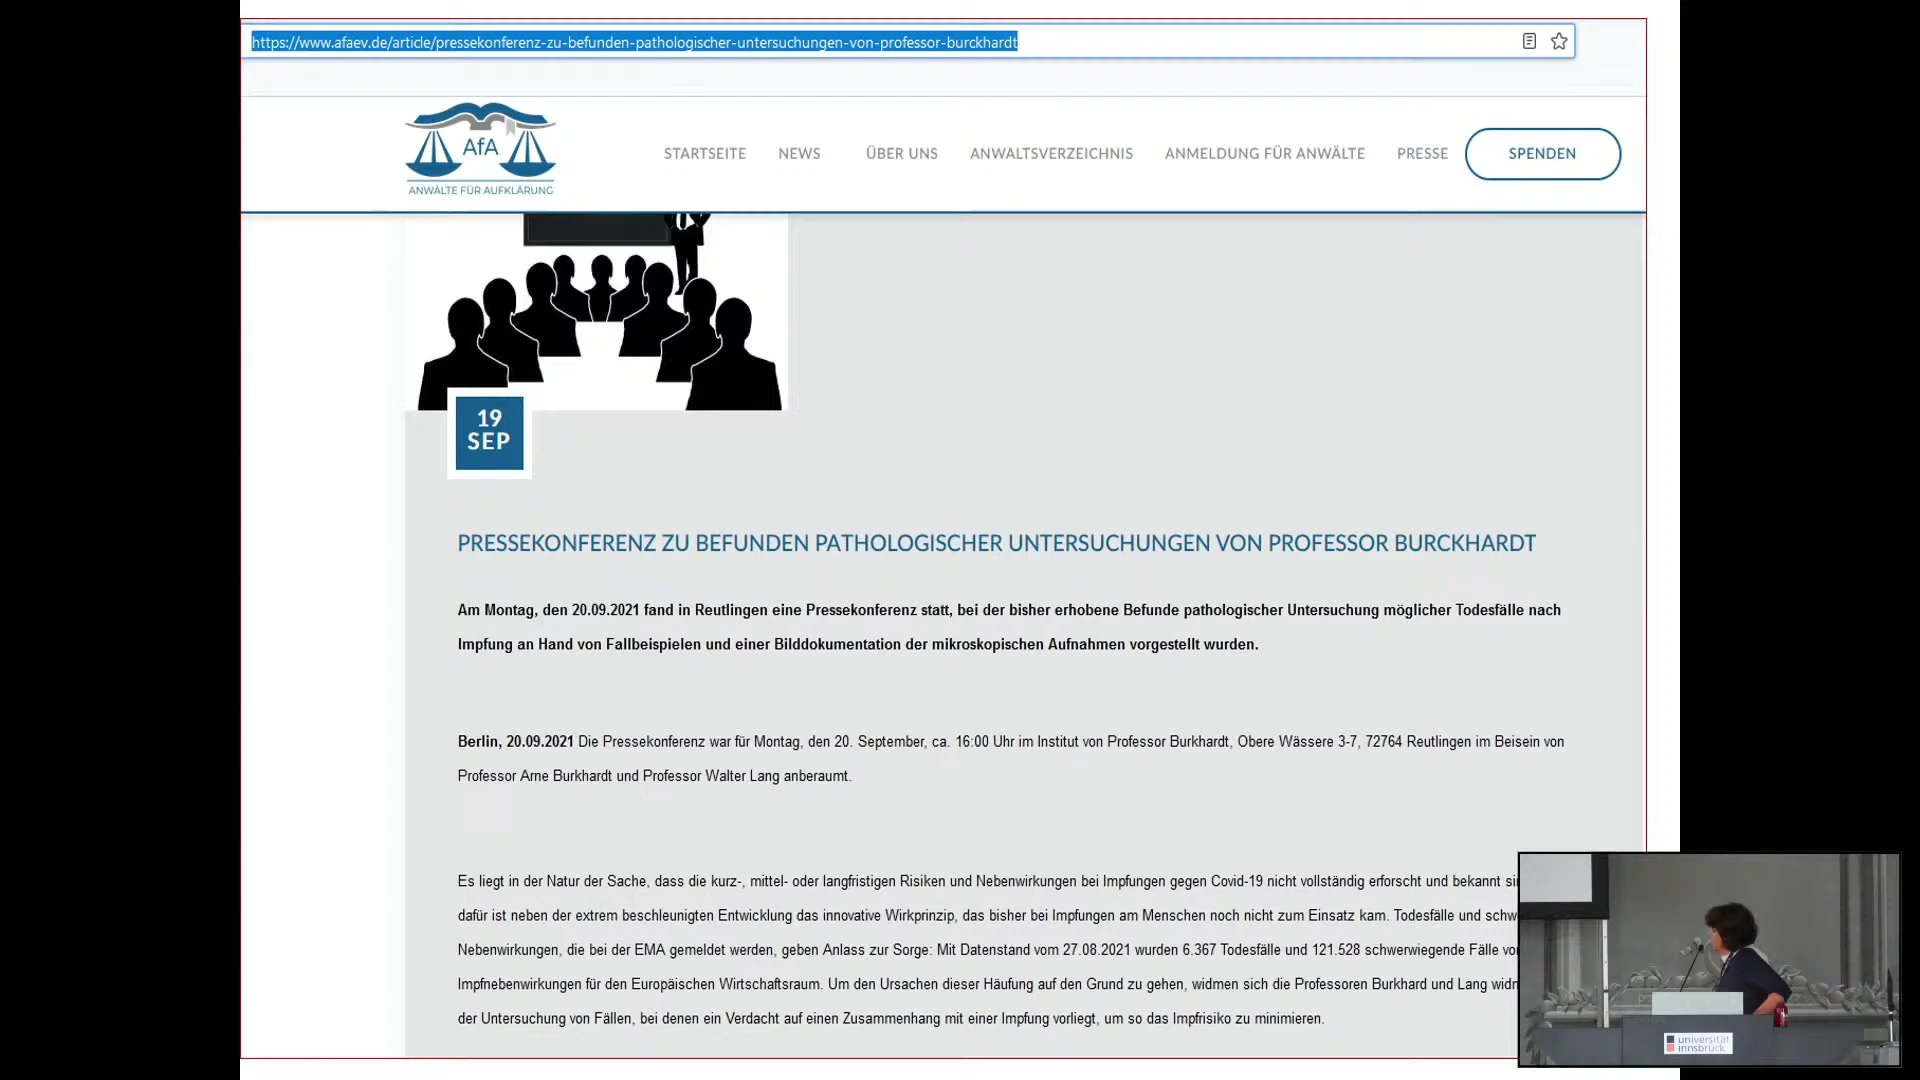 https://www.afaev.de/article/pressekonferenz-zu-befunden-pathologischer-untersuchungen-von-professor-burckhardt
AfA
ANWÄLTE FÜR AUFKLÄRUNG
STARTSEITE NEWS ÜBER UNS ANWALTSVERZEICHNIS ANMELDUNG FÜR ANWÄLTE PRESSE SPENDEN
19
SEP
PRESSEKONFERENZ ZU BEFUNDEN PATHOLOGISCHER UNTERSUCHUNGEN VON PROFESSOR BURCKHARDT
Am Montag, den 20.09.2021 fand in Reutlingen eine Pressekonferenz statt, bei der bisher erhobene Befunde pathologischer Untersuchung möglicher Todesfälle nach
Impfung an Hand von Fallbeispielen und einer Bilddokumentation der mikroskopischen Aufnahmen vorgestellt wurden.
Berlin, 20.09.2021 Die Pressekonferenz war für Montag, den 20. September, ca. 16:00 Uhr im Institut von Professor Burkhardt, Obere Wässere 3-7, 72764 Reutlingen im Beisein von
Professor Arne Burkhardt und Professor Walter Lang anberaumt.
Es liegt in der Natur der Sache, dass die kurz-, mittel- oder langfristigen Risiken und Nebenwirkungen bei Impfungen gegen Covid-19 nicht vollständig erforscht und bekannt
dafür ist neben der extrem beschleunigten Entwicklung das innovative Wirkprinzip, das bisher bei Impfungen am Menschen noch nicht zum Einsatz kam. Todesfälle und
Nebenwirkungen, die bei der EMA gemeldet werden, geben Anlass zur Sorge: Mit Datenstand vom 27.08.2021 wurden 6.367 Todesfälle und 121.528 schwerwiegende Fälle
Impfnebenwirkungen für den Europäischen Wirtschaftsraum. Um den Ursachen dieser Häufung auf den Grund zu gehen, widmen sich die Professoren Burkhard und Lang
der Untersuchung von Fällen, bei denen ein Verdacht auf einen Zusammenhang mit einer Impfung vorliegt, um so das Impfrisiko zu minimieren.
universität
innsbruck